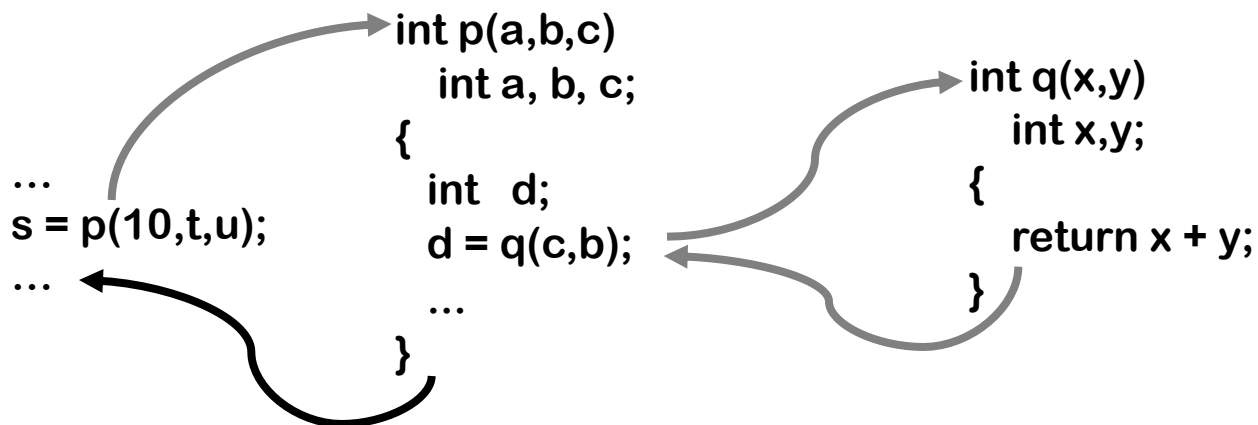 ...
s = p(10,t,u);
...
int p(a,b,c)
int a, b, c;
{
int d;
d = q(c,b);
...
}
int q(x,y)
int x,y;
{
return x + y;
}